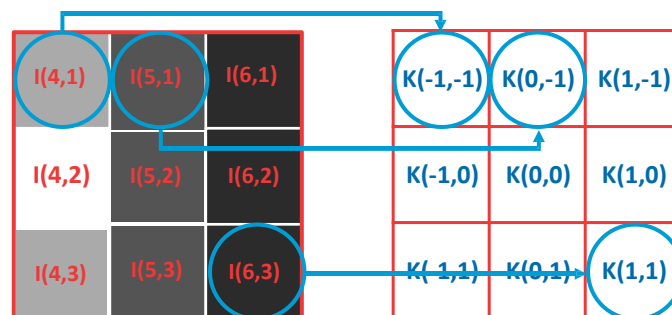 I(4,1) I(5,1) I(6,1) K(-1,-1) K(0,-1) K(1,-1)
I(4,2) I(5,2) I(6,2) K(-1,0) K(0,0) K(1,0)
I(4,3) I(5,3) I(6,3) K(-1,1) K(0,1) K(1,1)